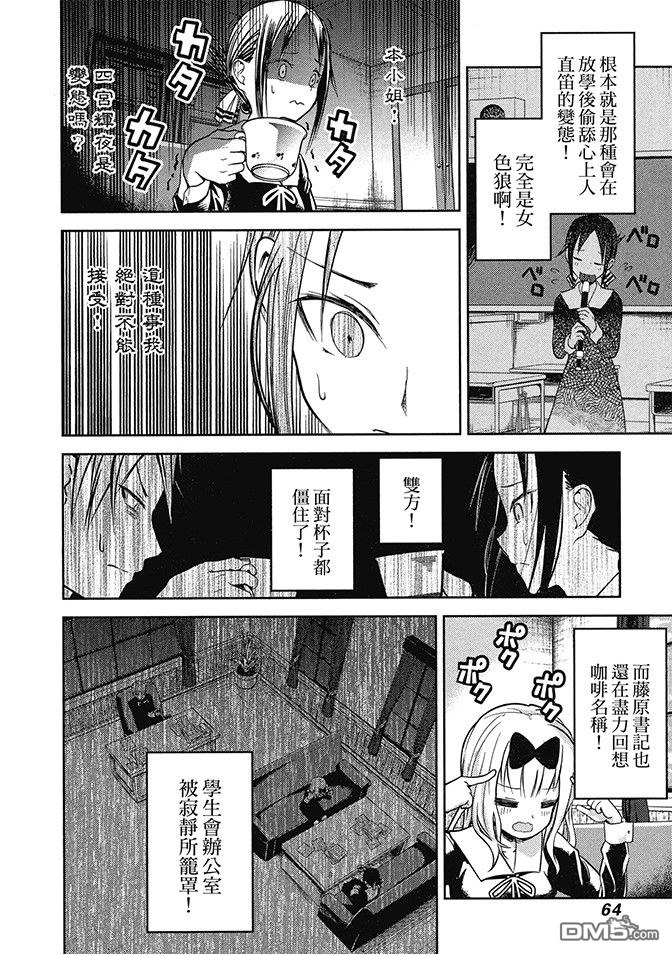 根本就是那種會在
放學後偷舔心上人
直笛的變態！
完全是女
色狼啊！
ベロ
ベロ
本小姐！
四宮輝夜是
變態嗎？
カタ
カタ
カタ
這種事我
絕對不能
接受！
雙方！
面對杯子都
僵住了！
而藤原書記也
還在盡力回想
咖啡名稱！
ポク
ポク
ポク
學生會辦公室
被寂靜所籠罩！
64
DM5.com